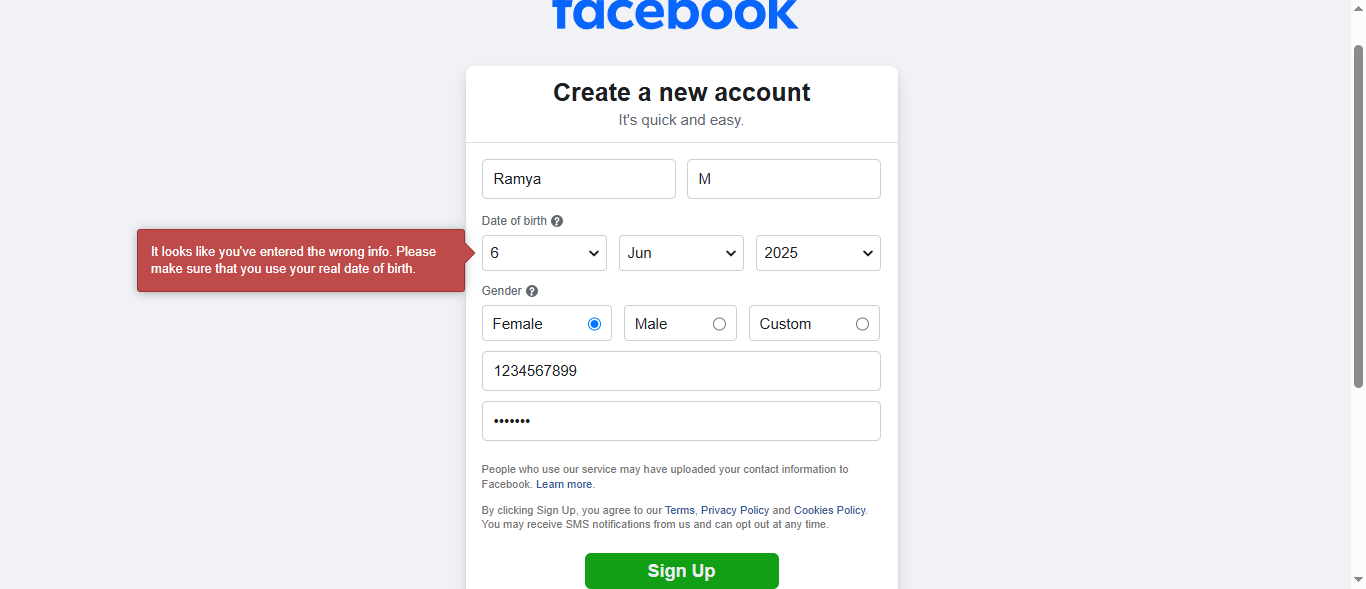 facebook
Create a new account
It's quick and easy.
Ramya M
Date of birth ?
It looks like you've entered the wrong info. Please
make sure that you use your real date of birth.
6 Jun 2025
Gender ?
Female Male Custom
1234567899
•••••••
People who use our service may have uploaded your contact information to
Facebook. Learn more.
By clicking Sign Up, you agree to our Terms, Privacy Policy and Cookies Policy.
You may receive SMS notifications from us and can opt out at any time.
Sign Up